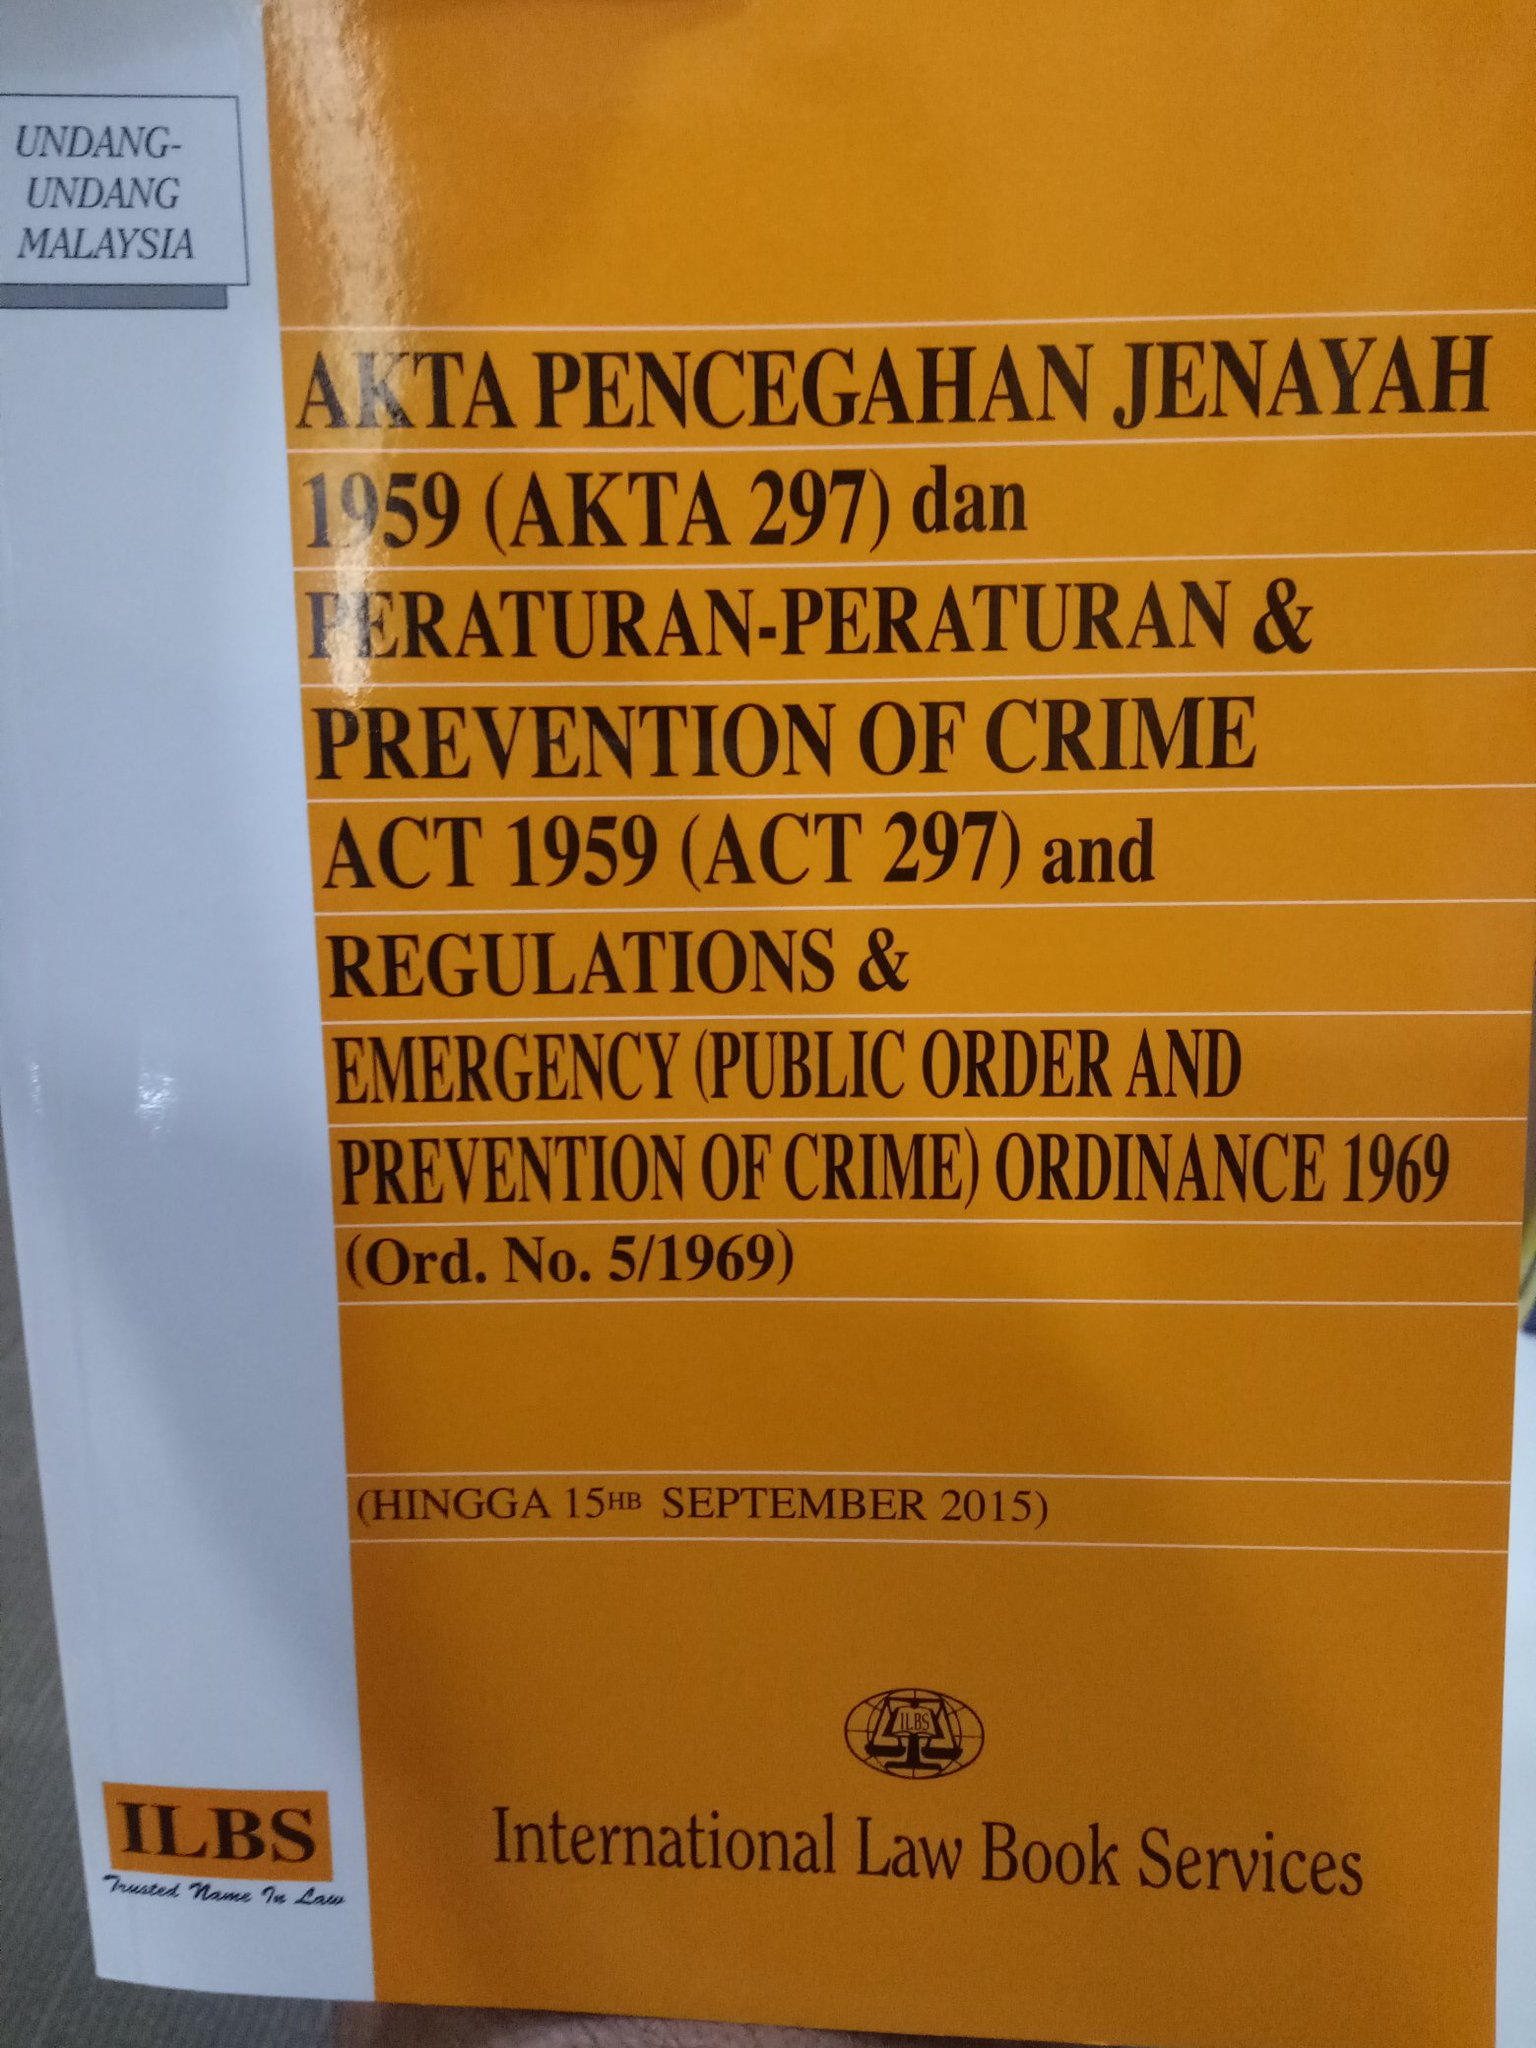 UNDANG-
UNDANG
MALAYSIA
AKTA PENCEGAHAN JENAYAH
1959 (AKTA 297) dan
PERATURAN-PERATURAN &
PREVENTION OF CRIME
ACT 1959 (ACT 297) and
REGULATIONS &
EMERGENCY (PUBLIC ORDER AND
PREVENTION OF CRIME) ORDINANCE 1969
(Ord. No. 5/1969)
(HINGGA 15HB SEPTEMBER 2015)
ILBS
International Law Book Services
ILBS
Trusted Name In Law